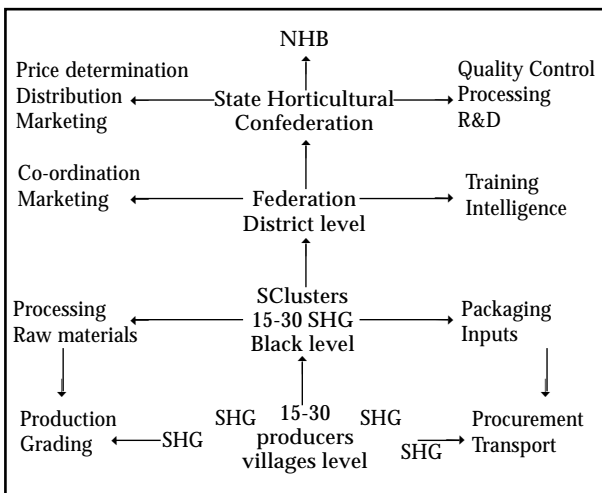 NHB
Price determination
Distribution
Marketing
State Horticultural
Confederation
Quality Control
Processing
R&D
Co-ordination
Marketing
Federation
District level
Training
Intelligence
Processing
Raw materials
SClusters
15-30 SHG
Black level
Packaging
Inputs
Production
Grading
SHG
SHG
15-30
producers
villages level
SHG
SHG
Procurement
Transport